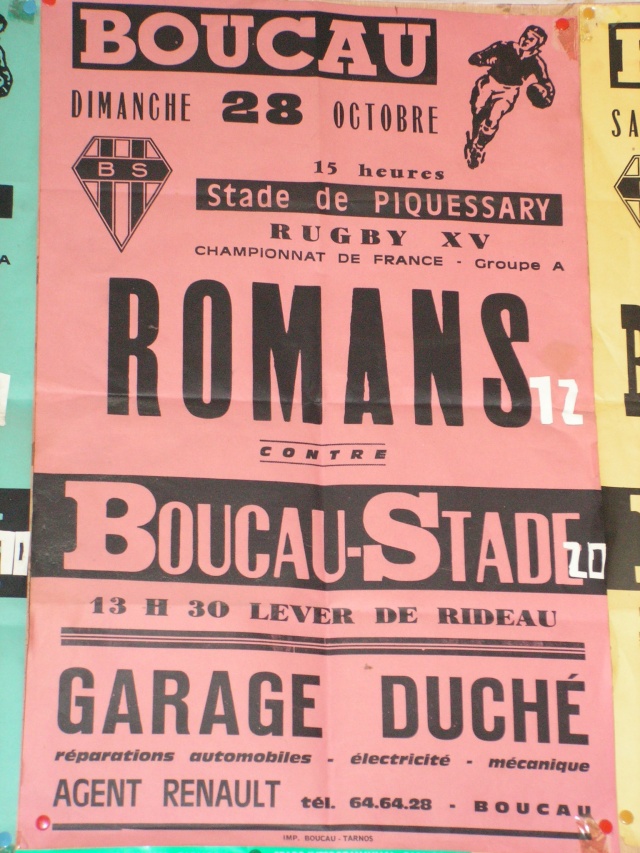 BOUCAU
DIMANCHE 28 OCTOBRE
BS
15 heures
Stade de PIQUESSARY
RUGBY XV
CHAMPIONNAT DE FRANCE - Groupe A
ROMANS 12
CONTRE
BOUCAU-STADE 20
13 H 30 LEVER DE RIDEAU
GARAGE DUCHÉ
réparations automobiles - électricité - mécanique
AGENT RENAULT tél. 64.64.28 - BOUCAU
IMP. BOUCAU - TARNOS